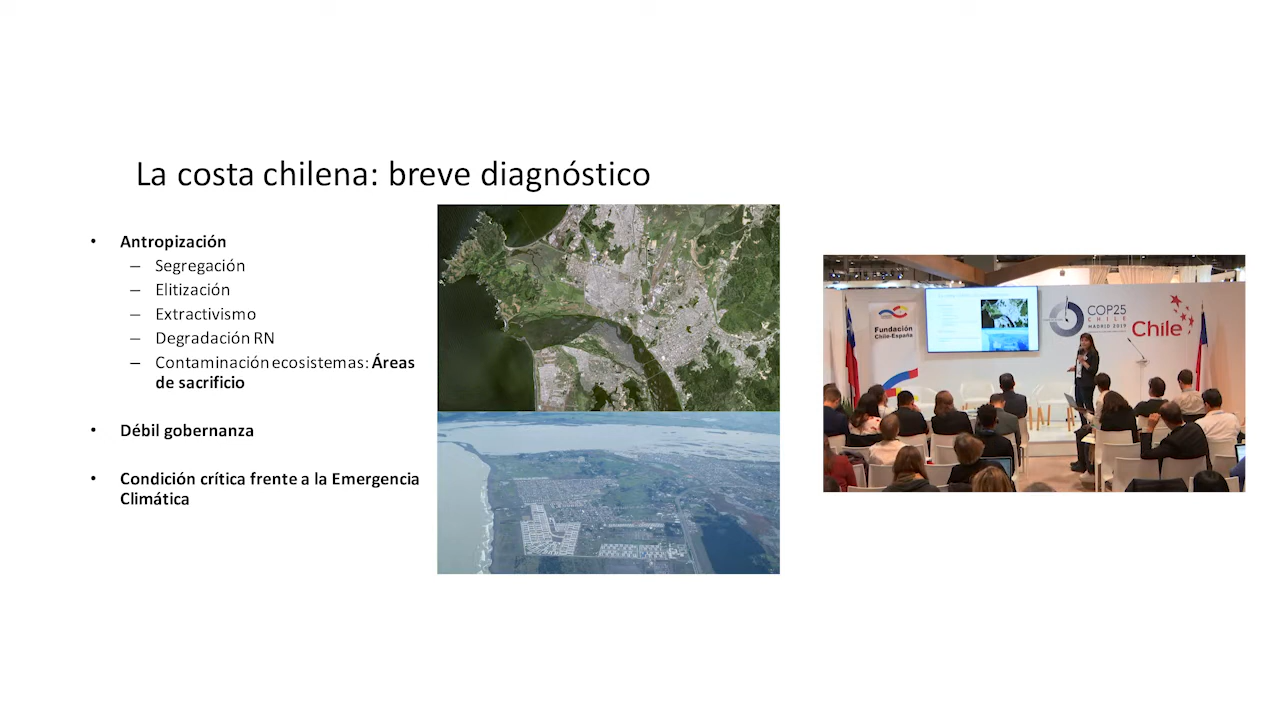 La costa chilena: breve diagnóstico
• Antropización
– Segregación
– Elitización
– Extractivismo
– Degradación RN
– Contaminación ecosistemas: Áreas
de sacrificio
• Débil gobernanza
• Condición crítica frente a la Emergencia
Climática
Fundación
Chile-España
COP25
CHILE
MADRID 2019
Chile